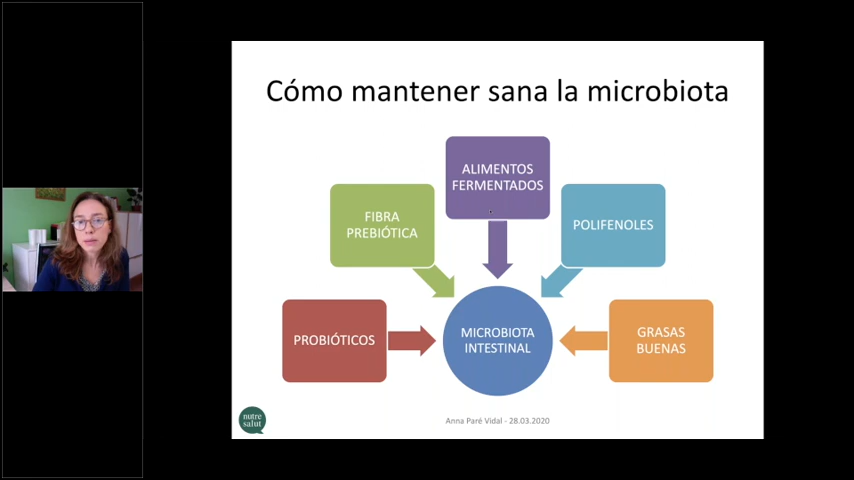 Cómo mantener sana la microbiota
ALIMENTOS
FERMENTADOS
FIBRA
PREBIÓTICA
POLIFENOLES
PROBIÓTICOS
MICROBIOTA
INTESTINAL
GRASAS
BUENAS
nutre
salut
Anna Paré Vidal - 28.03.2020